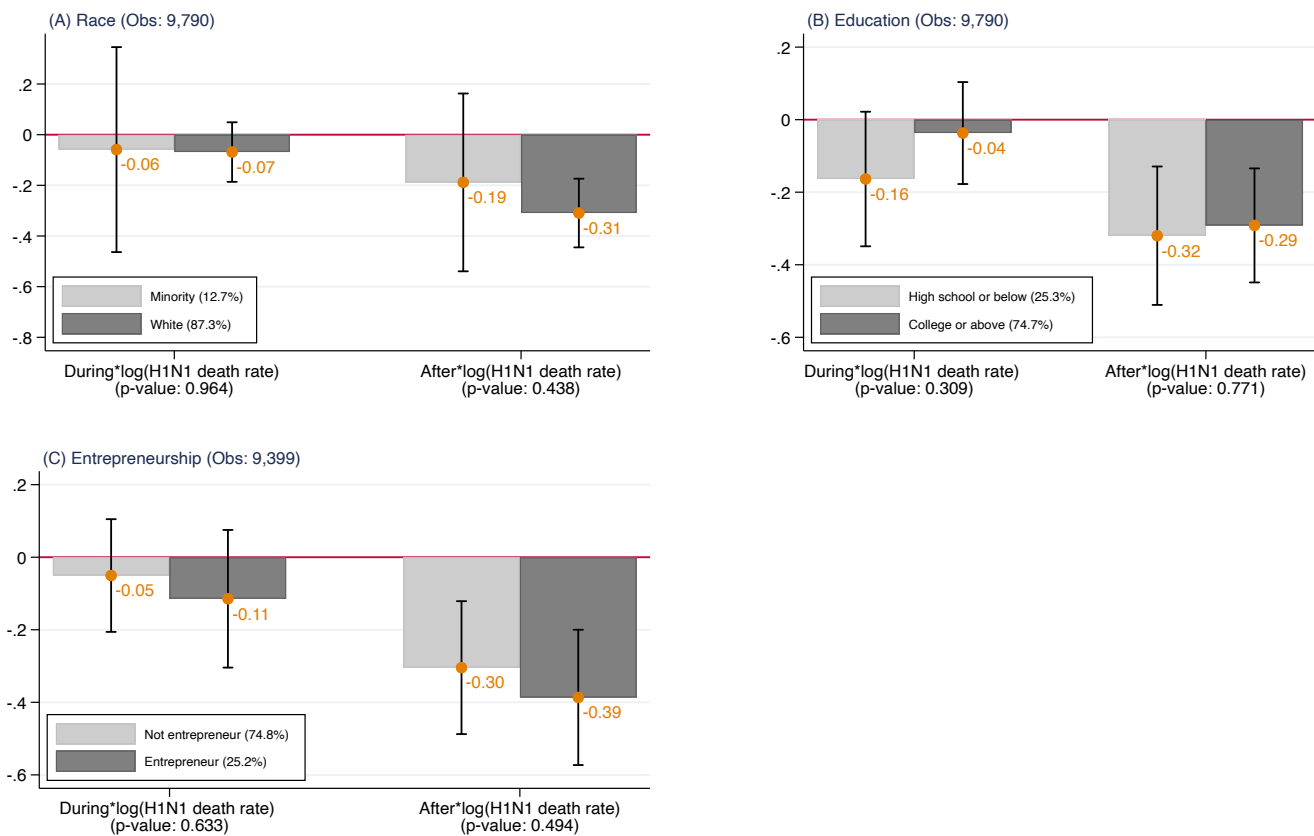 (A) Race (Obs: 9,790)
.2
0
-.2
-.4
-.6
-.8
-0.06
-0.07
-0.19
-0.31
Minority (12.7%)
White (87.3%)
During*log(H1N1 death rate)
(p-value: 0.964)
After*log(H1N1 death rate)
(p-value: 0.438)
(B) Education (Obs: 9,790)
.2
0
-.2
-.4
-.6
-0.16
-0.04
-0.32
-0.29
High school or below (25.3%)
College or above (74.7%)
During*log(H1N1 death rate)
(p-value: 0.309)
After*log(H1N1 death rate)
(p-value: 0.771)
(C) Entrepreneurship (Obs: 9,399)
.2
0
-.2
-.4
-.6
-0.05
-0.11
-0.30
-0.39
Not entrepreneur (74.8%)
Entrepreneur (25.2%)
During*log(H1N1 death rate)
(p-value: 0.633)
After*log(H1N1 death rate)
(p-value: 0.494)